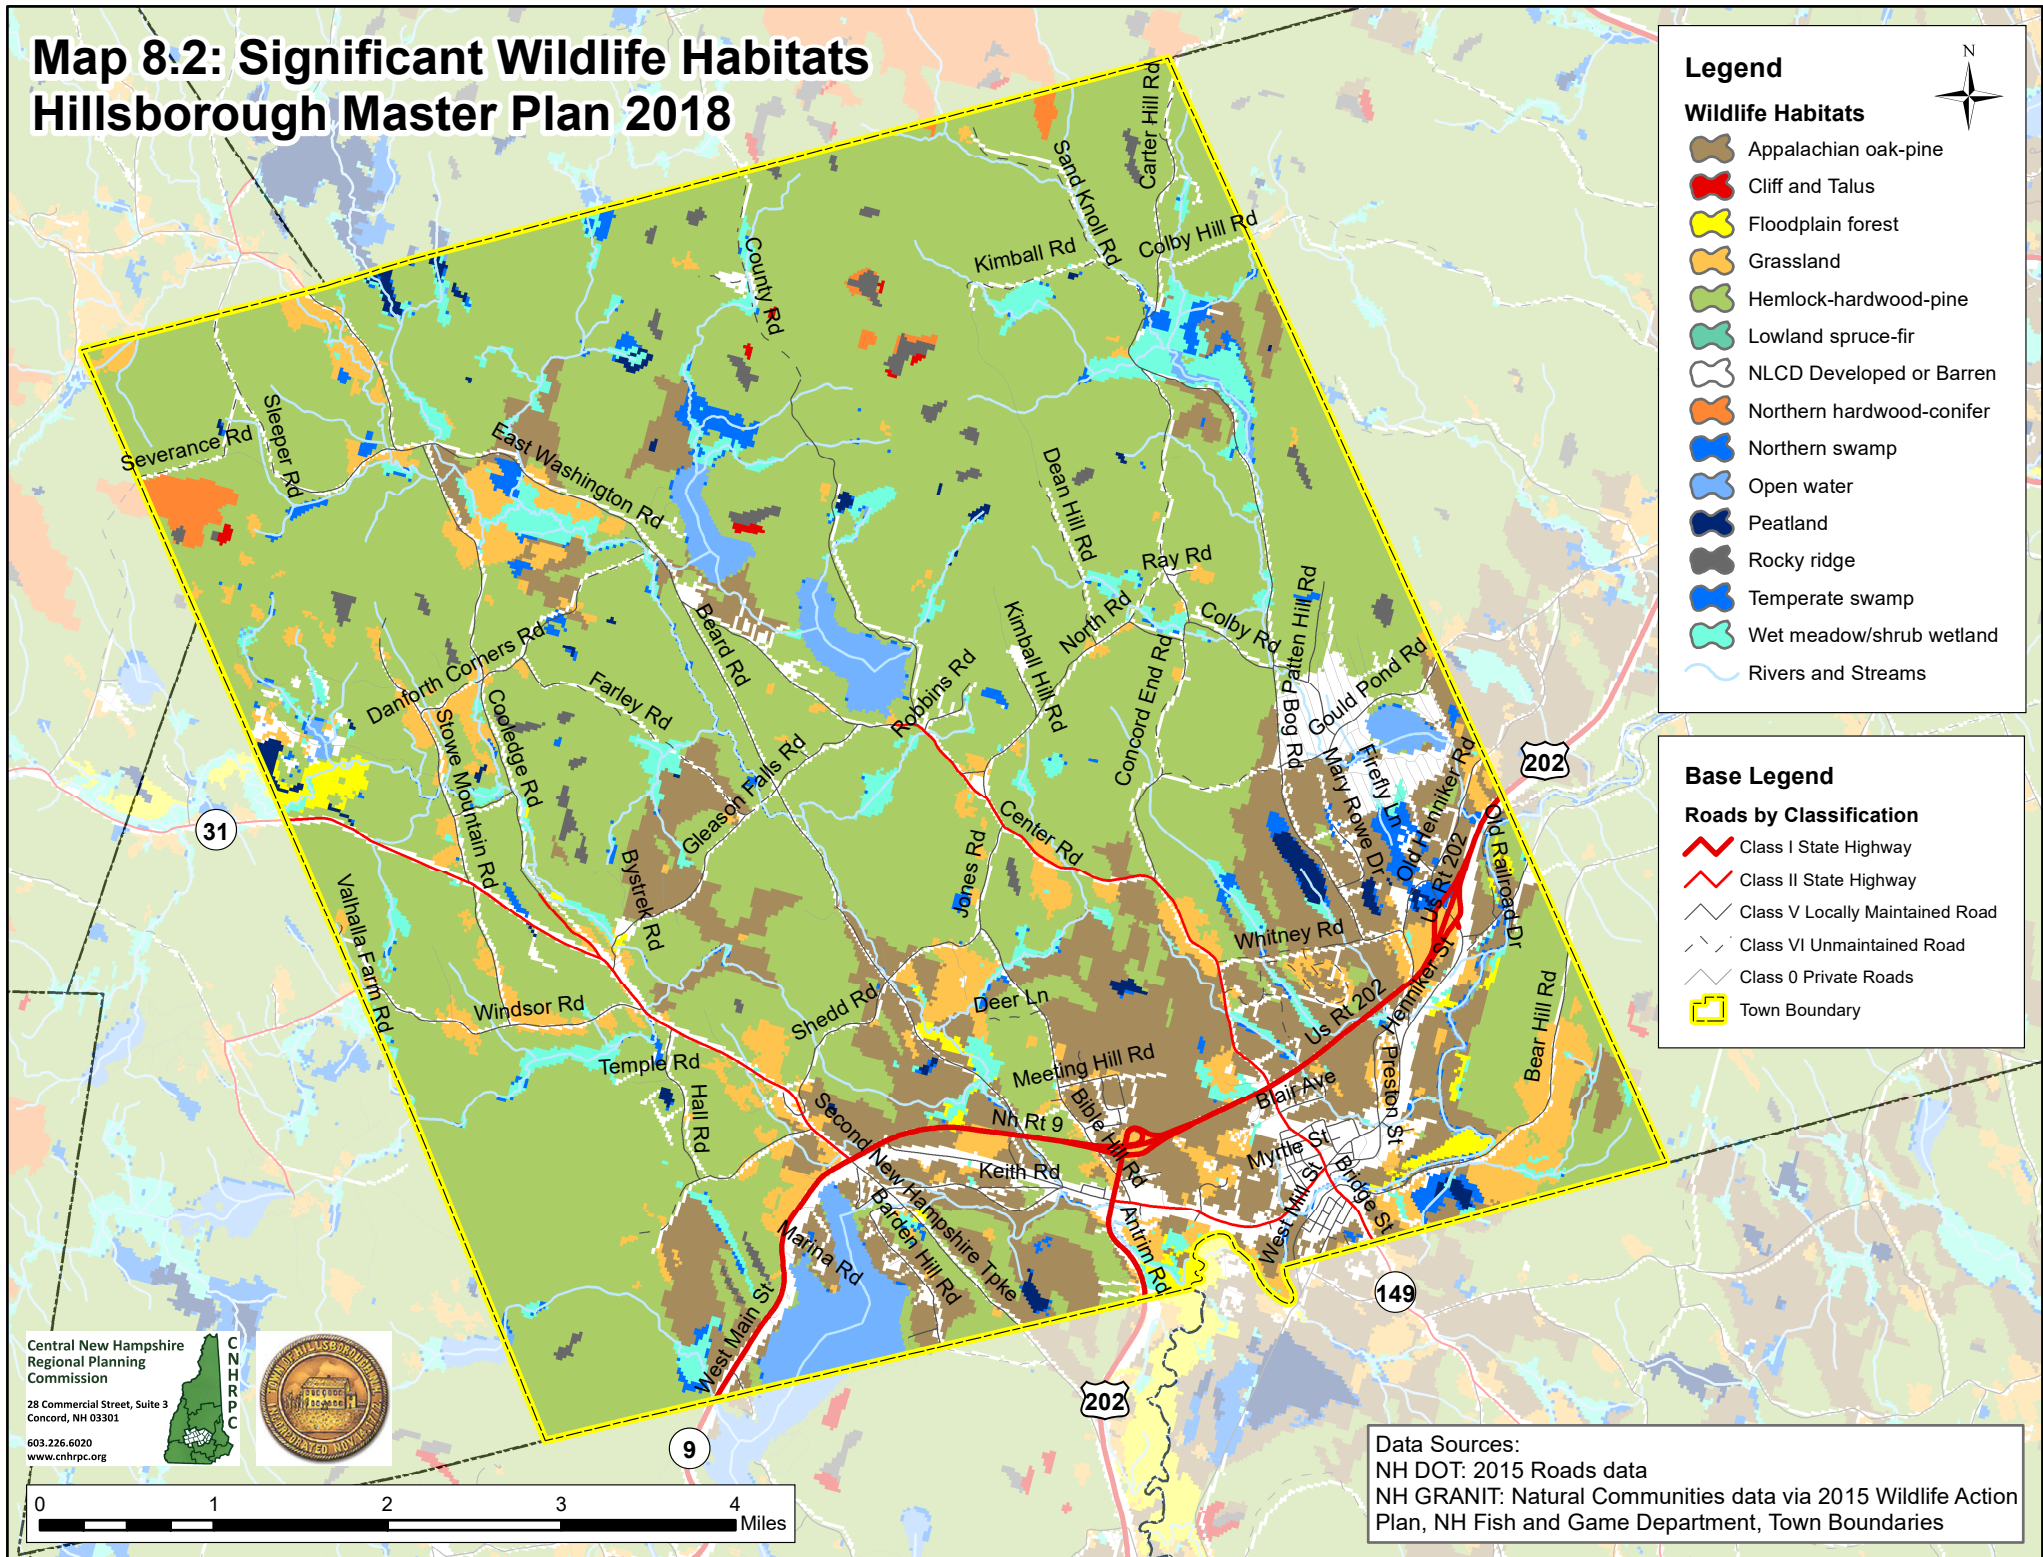 Map 8.2: Significant Wildlife Habitats
Hillsborough Master Plan 2018
Legend
N
Wildlife Habitats
Appalachian oak-pine
Cliff and Talus
Floodplain forest
Grassland
Hemlock-hardwood-pine
Lowland spruce-fir
NLCD Developed or Barren
Northern hardwood-conifer
Northern swamp
Open water
Peatland
Rocky ridge
Temperate swamp
Wet meadow/shrub wetland
Rivers and Streams
Base Legend
Roads by Classification
Class I State Highway
Class II State Highway
Class V Locally Maintained Road
Class VI Unmaintained Road
Class 0 Private Roads
Town Boundary
Carter Hill Rd
Sand Knoll Rd
Colby Hill Rd
Kimball Rd
County Rd
Severance Rd
Sleeper Rd
East Washington Rd
Dean Hill Rd
Ray Rd
North Rd
Colby Rd
Bog Rd
Patten Hill Rd
Gould Pond Rd
Beard Rd
Kimball Hill Rd
Robbins Rd
Concord End Rd
Danforth Corners Rd
Farley Rd
Cooledge Rd
Stowe Mountain Rd
Gleason Falls Rd
Mary Rowe Dr
Firefly Ln
Old Henniker Rd
202
31
Center Rd
Jones Rd
Bystrek Rd
Us Rt 202
Old Railroad Dr
Valhalla Farm Rd
Whitney Rd
Henniker St
Windsor Rd
Shedd Rd
Deer Ln
Us Rt 202
Bear Hill Rd
Temple Rd
Meeting Hill Rd
Hall Rd
Blair Ave
Preston St
Second New Hampshire Tpke
Nh Rt 9
Bible Hill Rd
Myrtle St
Keith Rd
Bridge St
West Mill St
Marina Rd
Barden Hill Rd
Antrim Rd
West Main St
149
202
9
Central New Hampshire
Regional Planning
Commission
28 Commercial Street, Suite 3
Concord, NH 03301
603.226.6020
www.cnhrpc.org
CNHRPC
TOWN OF HILLSBOROUGH, N.H.
INCORPORATED NOV. 14, 1772
0 1 2 3 4
Miles
Data Sources:
NH DOT: 2015 Roads data
NH GRANIT: Natural Communities data via 2015 Wildlife Action
Plan, NH Fish and Game Department, Town Boundaries